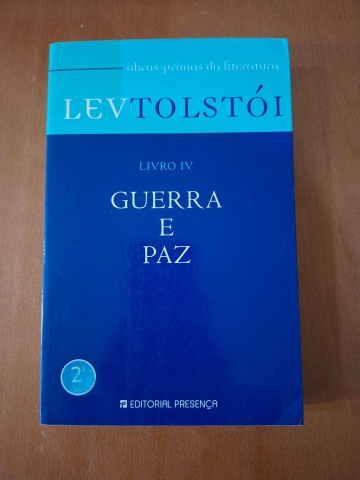 obras-primas da literatura
LEVTOLSTÓI
LIVRO IV
GUERRA
E
PAZ
2ª
EDITORIAL PRESENÇA